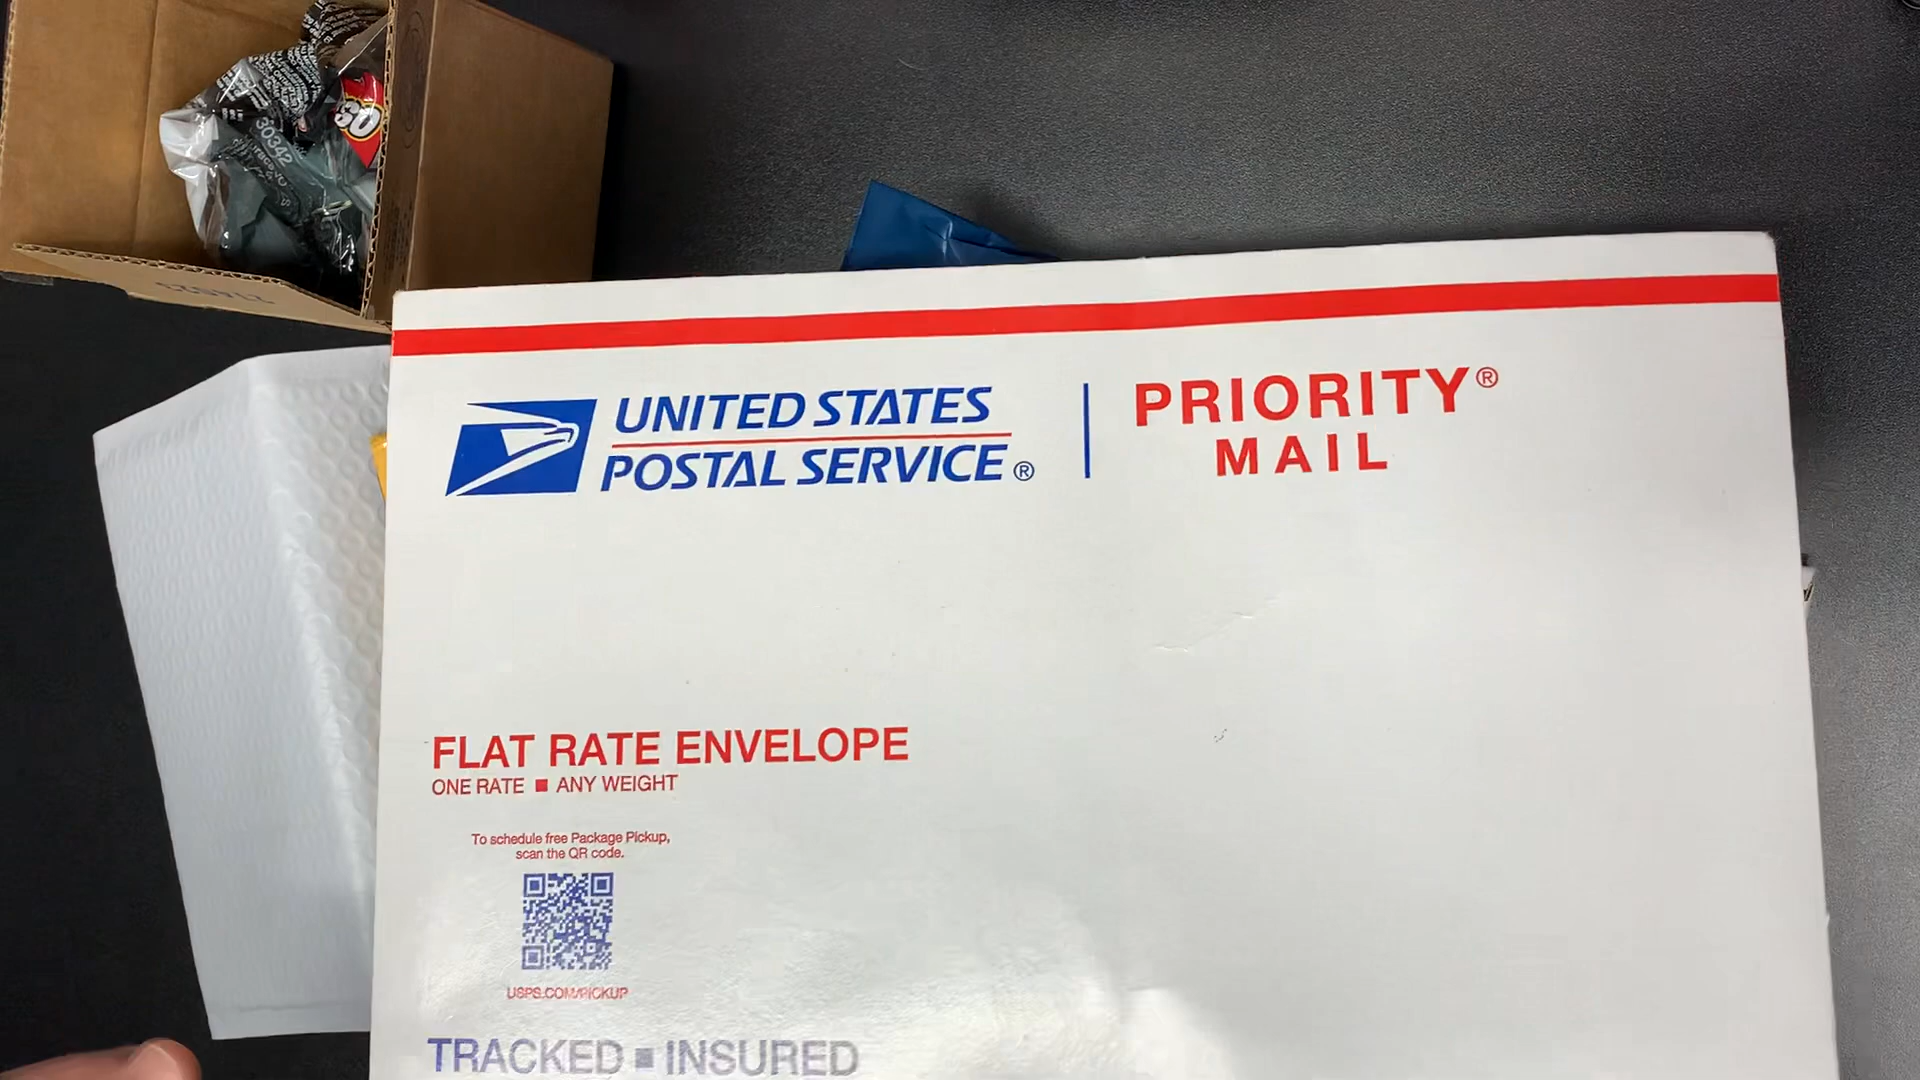 30342
UNITED STATES
POSTAL SERVICE®
PRIORITY®
MAIL
FLAT RATE ENVELOPE
ONE RATE ■ ANY WEIGHT
To schedule free Package Pickup,
scan the QR code.
USPS.COM/PICKUP
TRACKED ■ INSURED